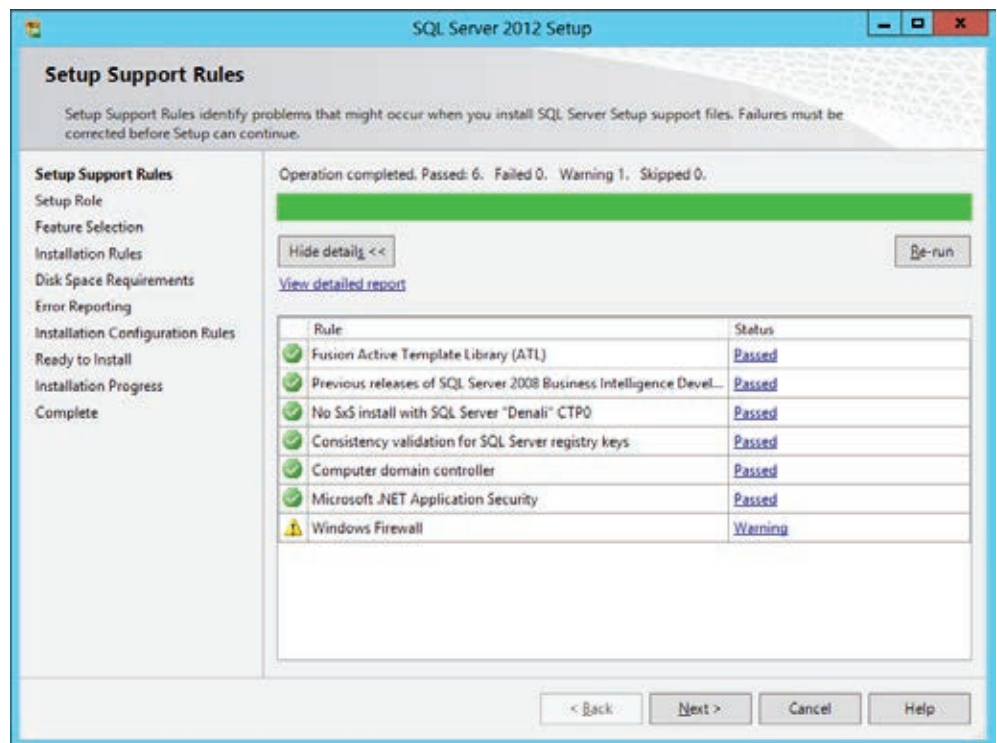 SQL Server 2012 Setup
Setup Support Rules
Setup Support Rules identify problems that might occur when you install SQL Server Setup support files. Failures must be
corrected before Setup can continue.
Setup Support Rules
Setup Role
Feature Selection
Installation Rules
Disk Space Requirements
Error Reporting
Installation Configuration Rules
Ready to Install
Installation Progress
Complete
Operation completed. Passed: 6. Failed 0. Warning 1. Skipped 0.
Hide details <<
Re-run
View detailed report
Rule Status
Fusion Active Template Library (ATL) Passed
Previous releases of SQL Server 2008 Business Intelligence Devel... Passed
No SxS install with SQL Server "Denali" CTP0 Passed
Consistency validation for SQL Server registry keys Passed
Computer domain controller Passed
Microsoft .NET Application Security Passed
Windows Firewall Warning
< Back Next > Cancel Help